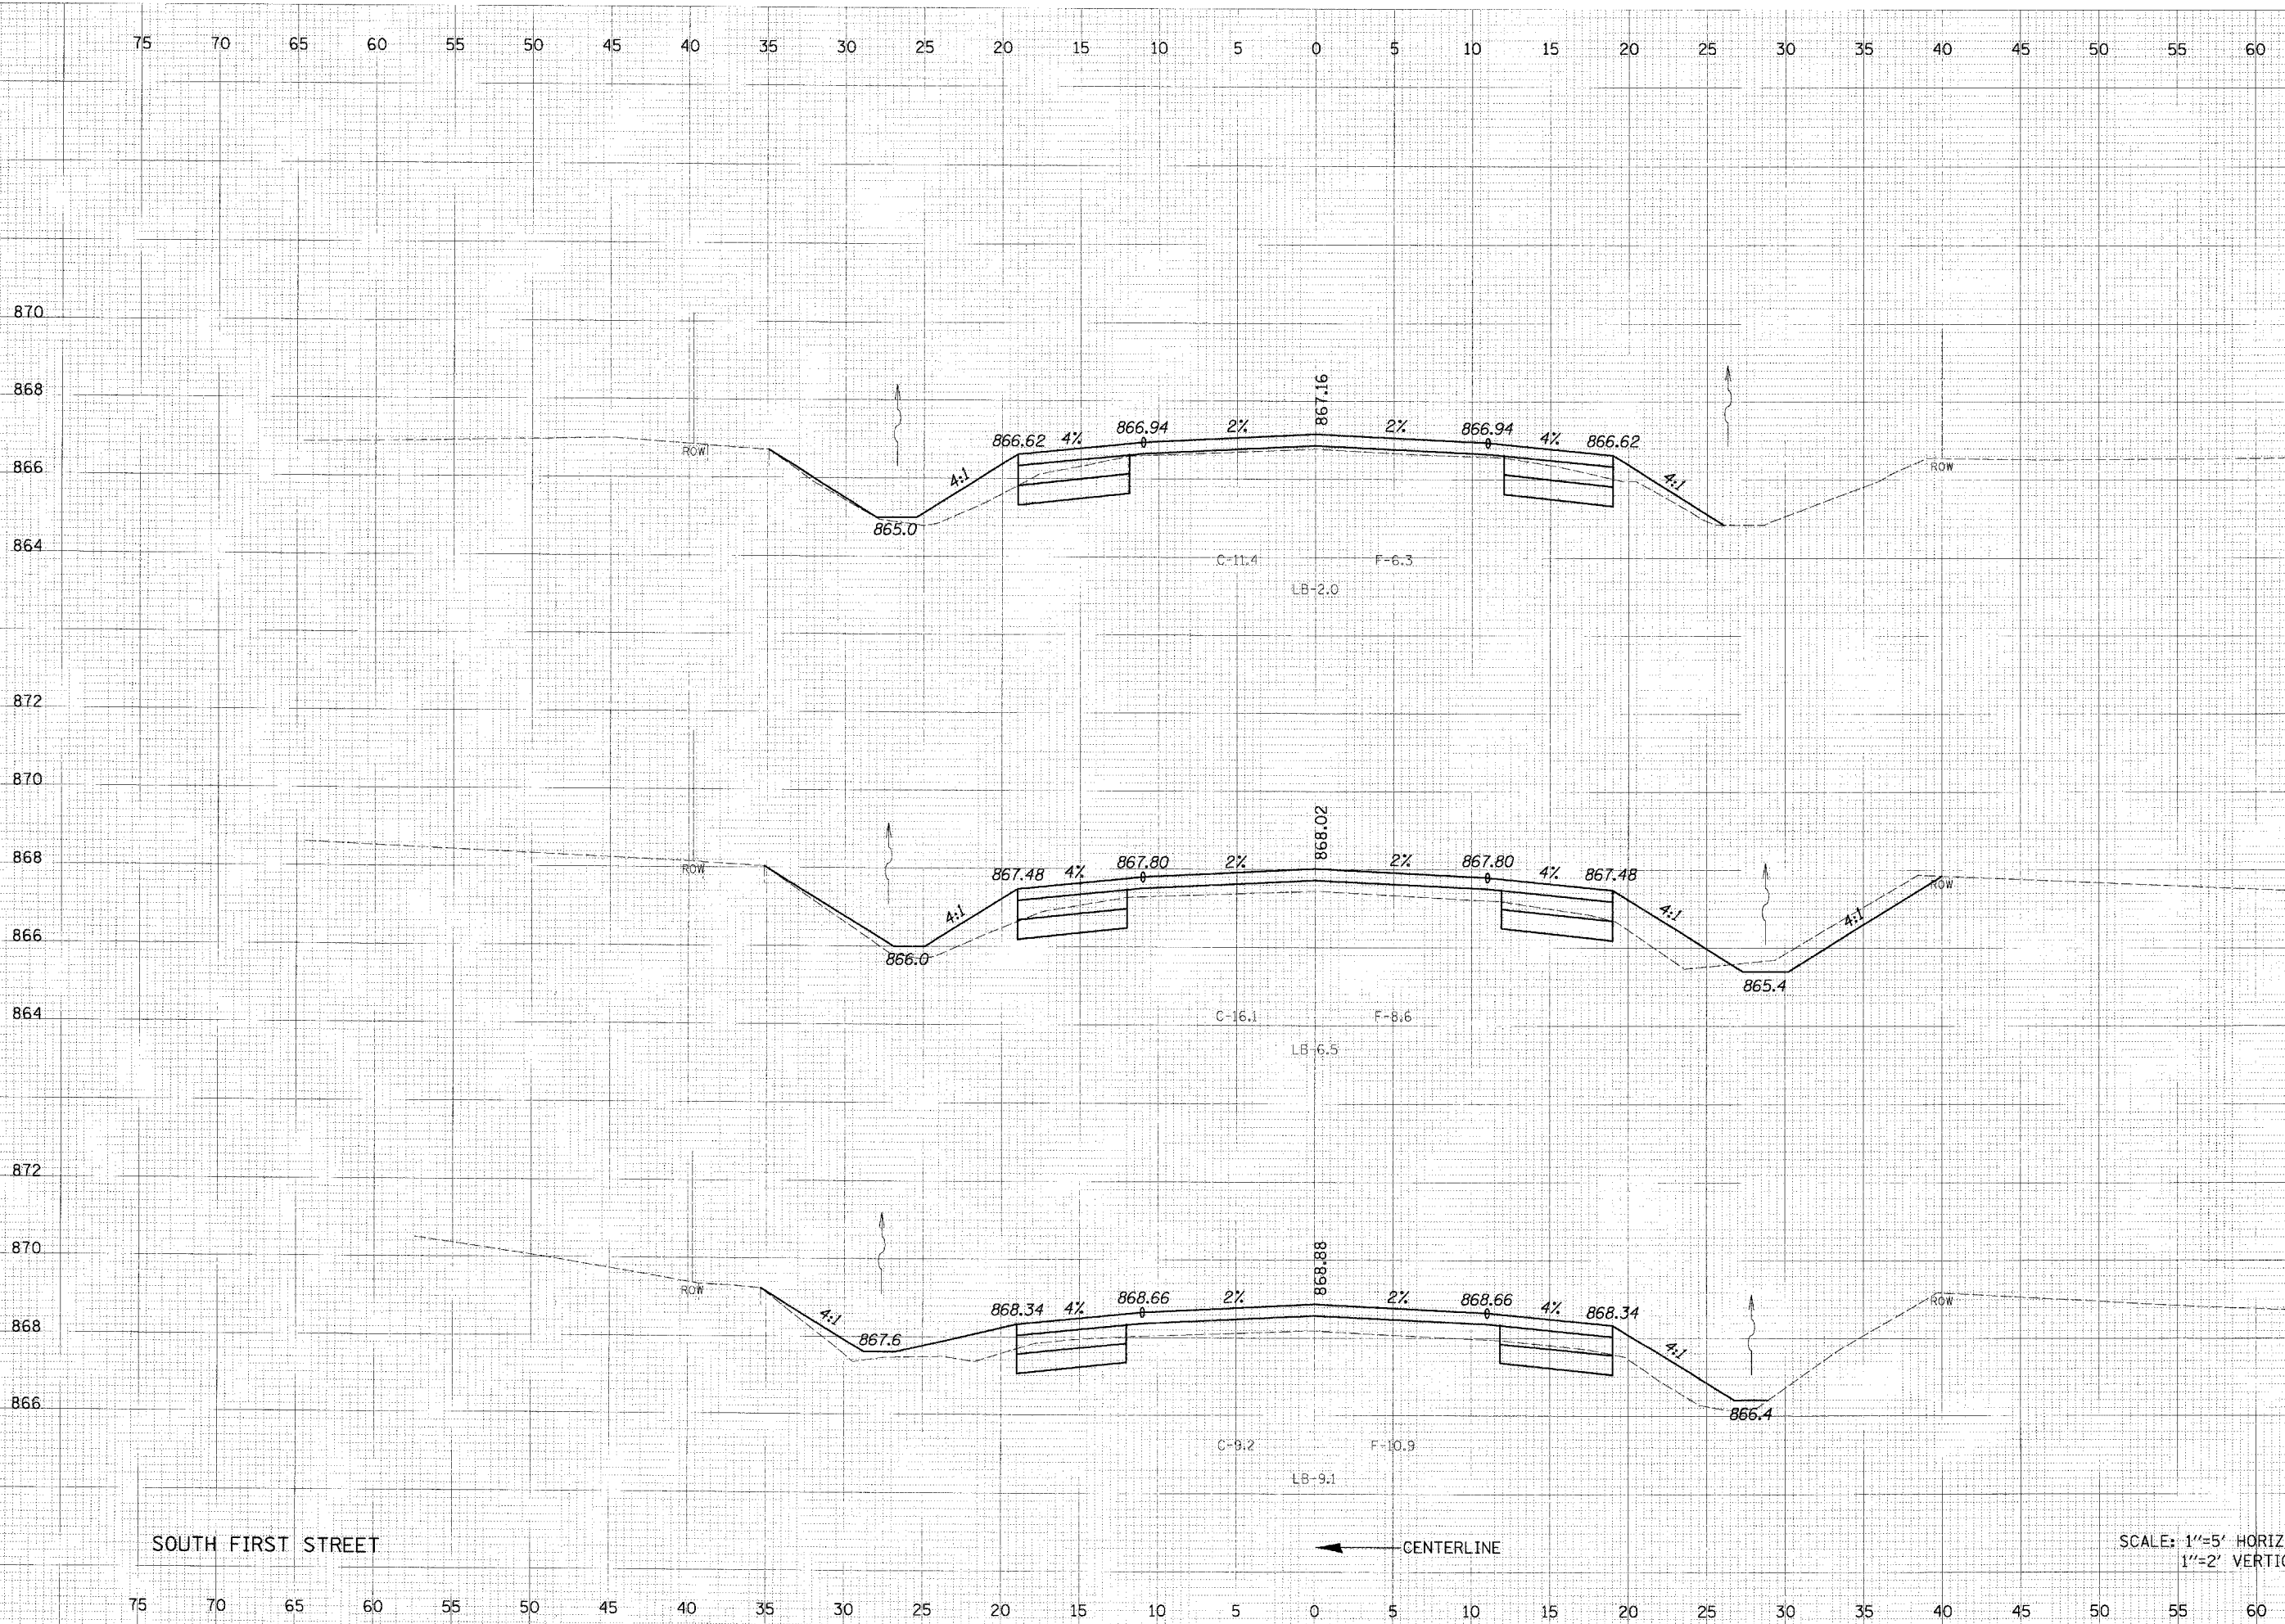 75 70 65 60 55 50 45 40 35 30 25 20 15 10 5 0 5 10 15 20 25 30 35 40 45 50 55 60
870
868
867.16
866.62 4% 866.94 2% 2% 866.94 4% 866.62
ROW
866
ROW
4:1
4:1
865.0
864
C-11.4 F-6.3
LB-2.0
872
870
868.02
868
ROW
867.48 4% 867.80 2% 2% 867.80 4% 867.48
ROW
4:1
4:1
4:1
866
866.0
865.4
864
C-16.1 F-8.6
LB-6.5
872
870
868.88
ROW
ROW
868.34 4% 868.66 2% 2% 868.66 4% 868.34
4:1
868
867.6
4:1
866
866.4
C-9.2 F-10.9
LB-9.1
SOUTH FIRST STREET
CENTERLINE
SCALE: 1"=5' HORIZ
1"=2' VERTIC
75 70 65 60 55 50 45 40 35 30 25 20 15 10 5 0 5 10 15 20 25 30 35 40 45 50 55 60